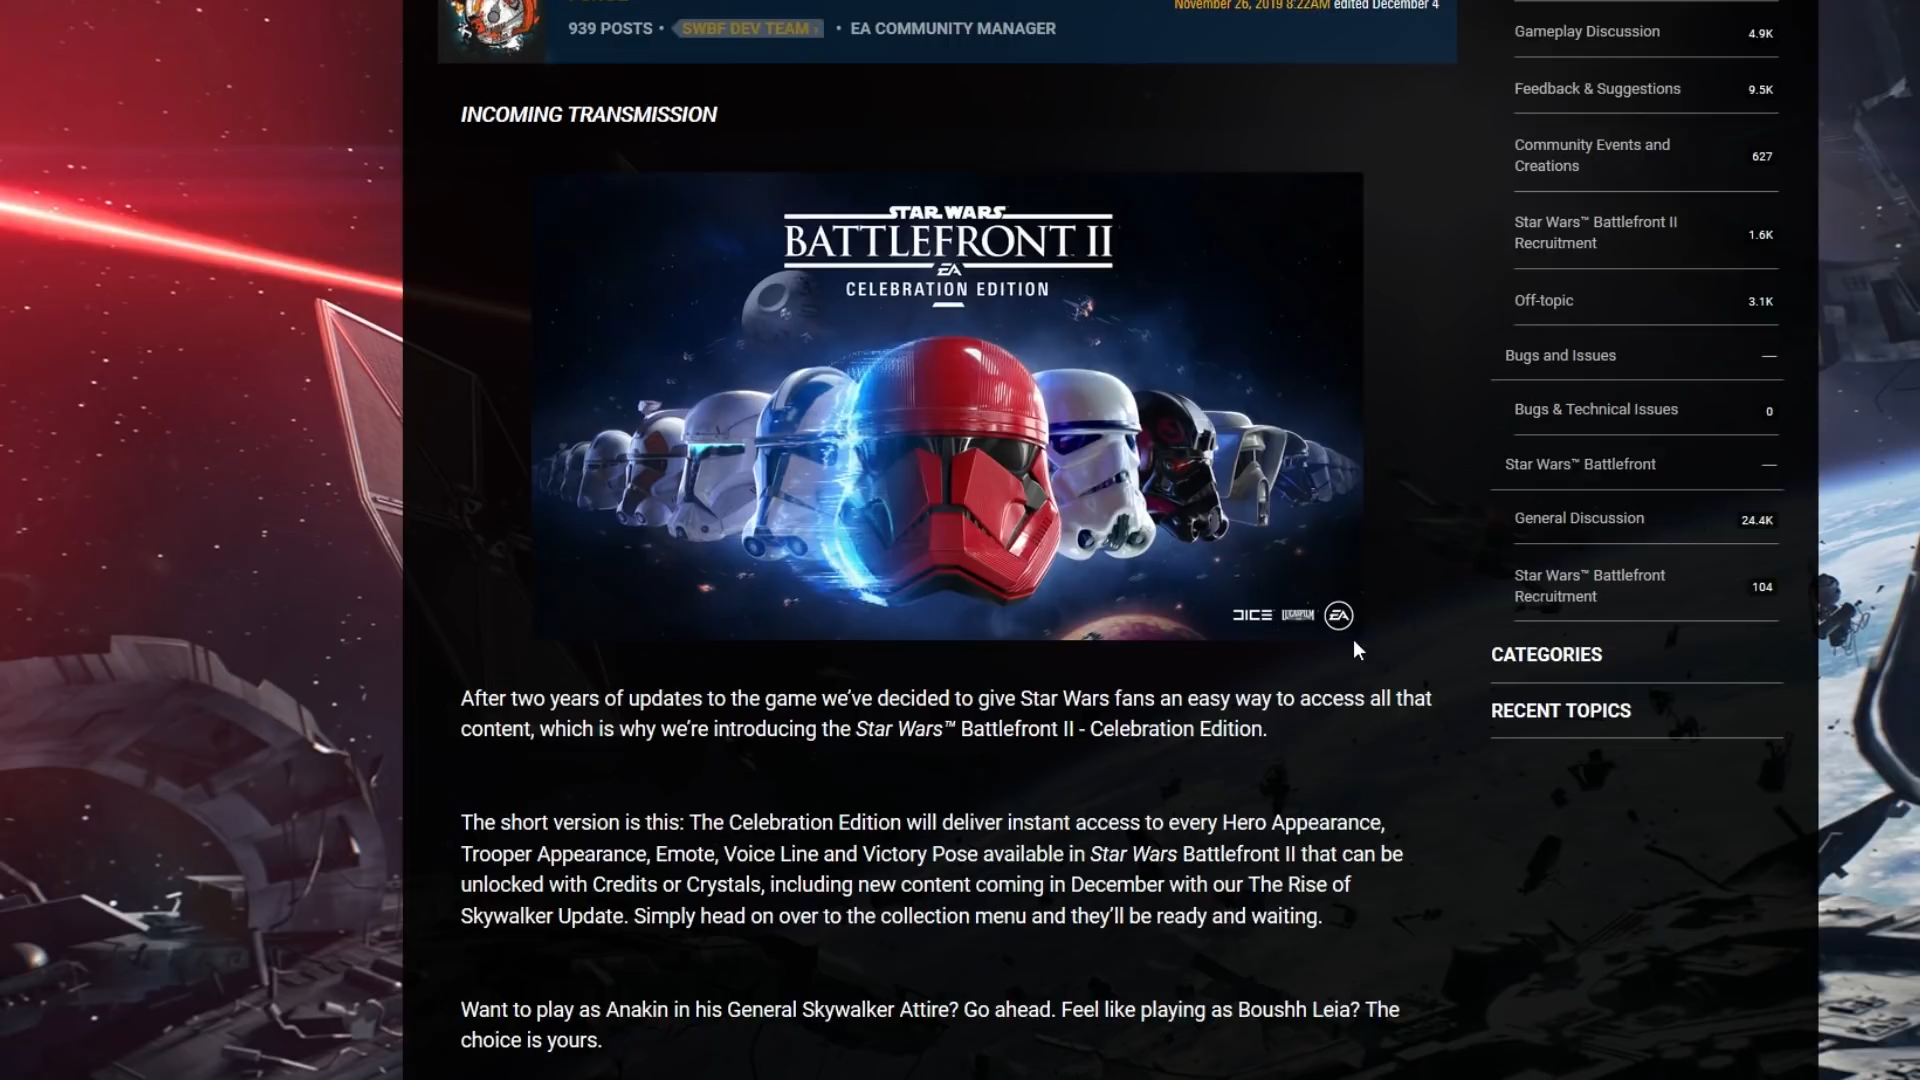 November 26, 2019 8:22AM edited December 4
939 POSTS • SWBF DEV TEAM • EA COMMUNITY MANAGER
INCOMING TRANSMISSION
STAR WARS
BATTLEFRONT II
EA
CELEBRATION EDITION
DICE LUCASFILM EA
After two years of updates to the game we’ve decided to give Star Wars fans an easy way to access all that
content, which is why we’re introducing the Star Wars™ Battlefront II - Celebration Edition.
The short version is this: The Celebration Edition will deliver instant access to every Hero Appearance,
Trooper Appearance, Emote, Voice Line and Victory Pose available in Star Wars Battlefront II that can be
unlocked with Credits or Crystals, including new content coming in December with our The Rise of
Skywalker Update. Simply head on over to the collection menu and they’ll be ready and waiting.
Want to play as Anakin in his General Skywalker Attire? Go ahead. Feel like playing as Boushh Leia? The
choice is yours.
Gameplay Discussion 4.9K
Feedback & Suggestions 9.5K
Community Events and
Creations 627
Star Wars™ Battlefront II
Recruitment 1.6K
Off-topic 3.1K
Bugs and Issues —
Bugs & Technical Issues 0
Star Wars™ Battlefront —
General Discussion 24.4K
Star Wars™ Battlefront
Recruitment 104
CATEGORIES
RECENT TOPICS